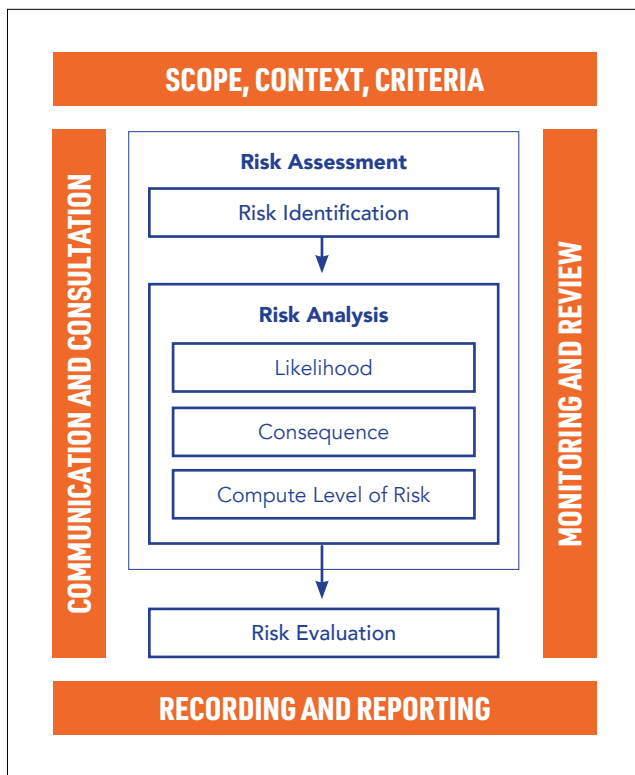 SCOPE, CONTEXT, CRITERIA
COMMUNICATION AND CONSULTATION
Risk Assessment
Risk Identification
Risk Analysis
Likelihood
Consequence
Compute Level of Risk
Risk Evaluation
MONITORING AND REVIEW
RECORDING AND REPORTING